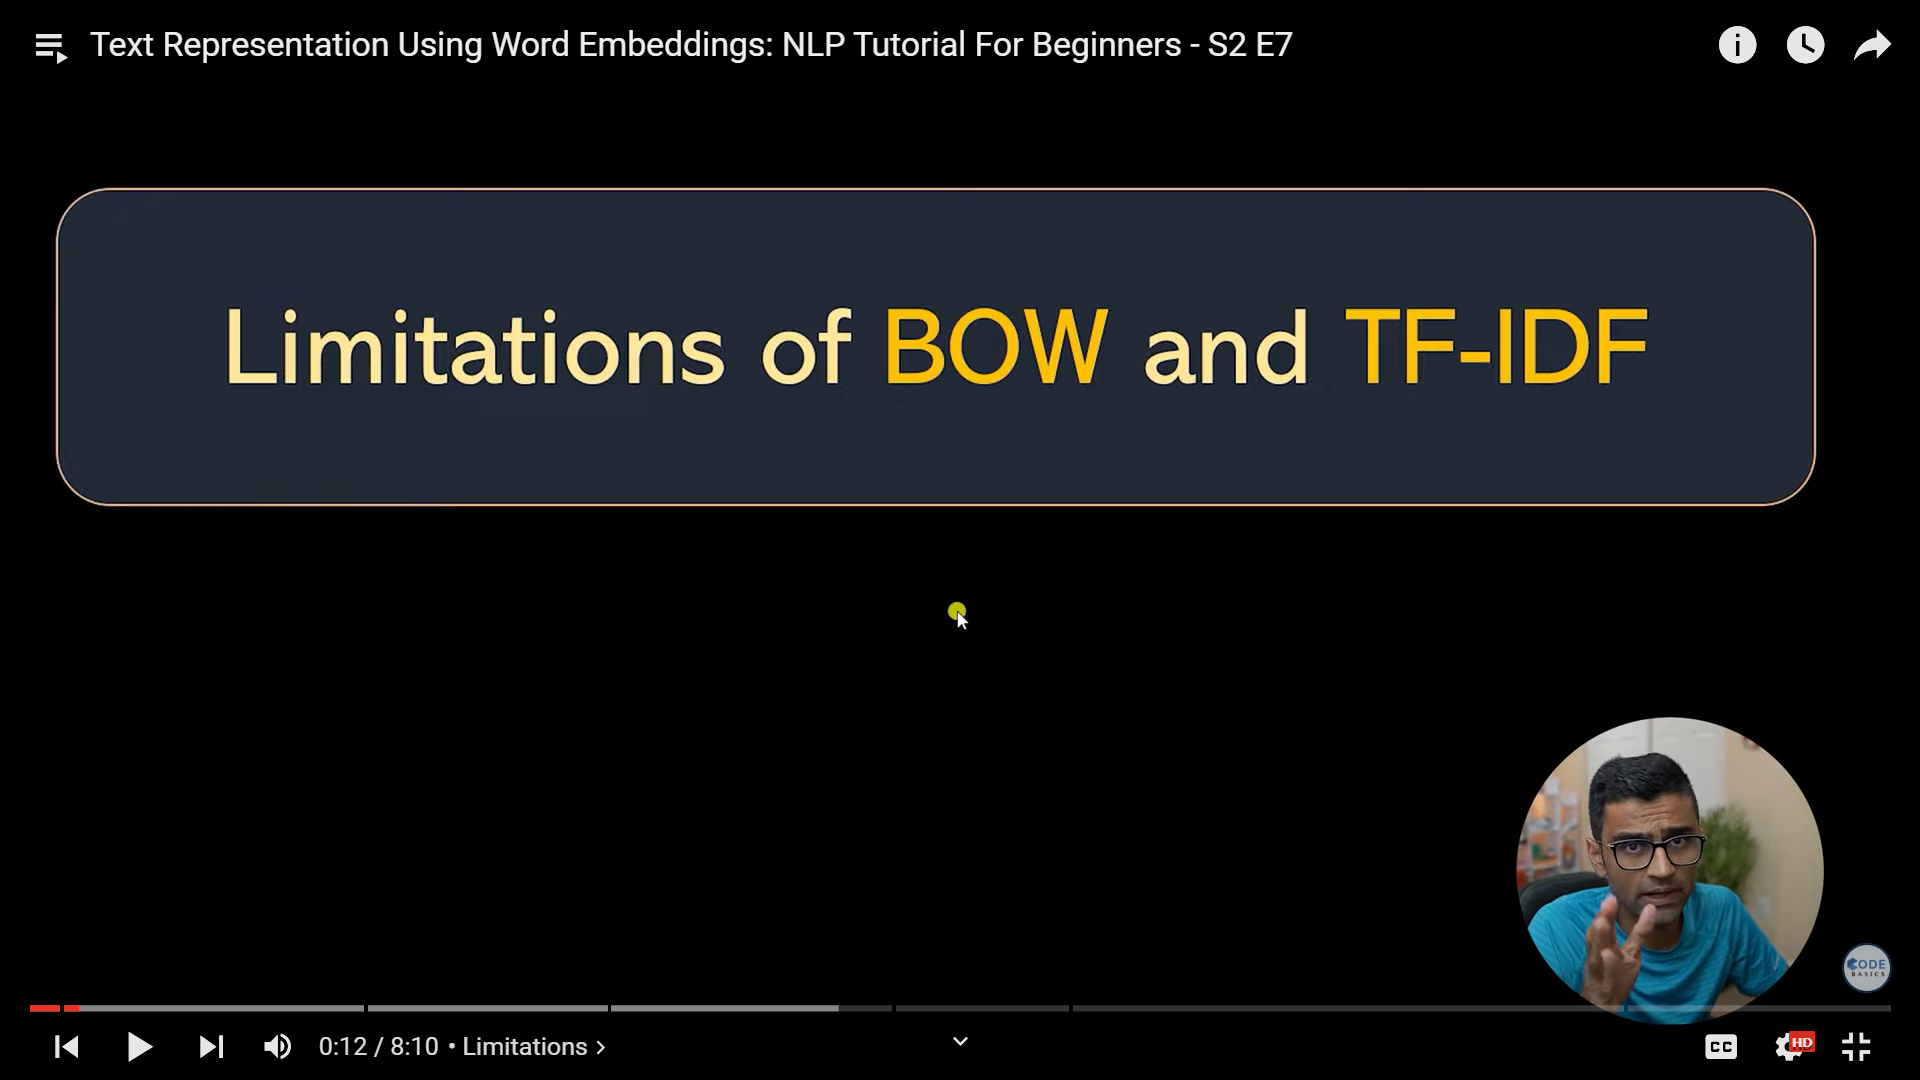 Text Representation Using Word Embeddings: NLP Tutorial For Beginners - S2 E7
Limitations of BOW and TF-IDF
CODE
BASICS
0:12 / 8:10 • Limitations >
CC
HD